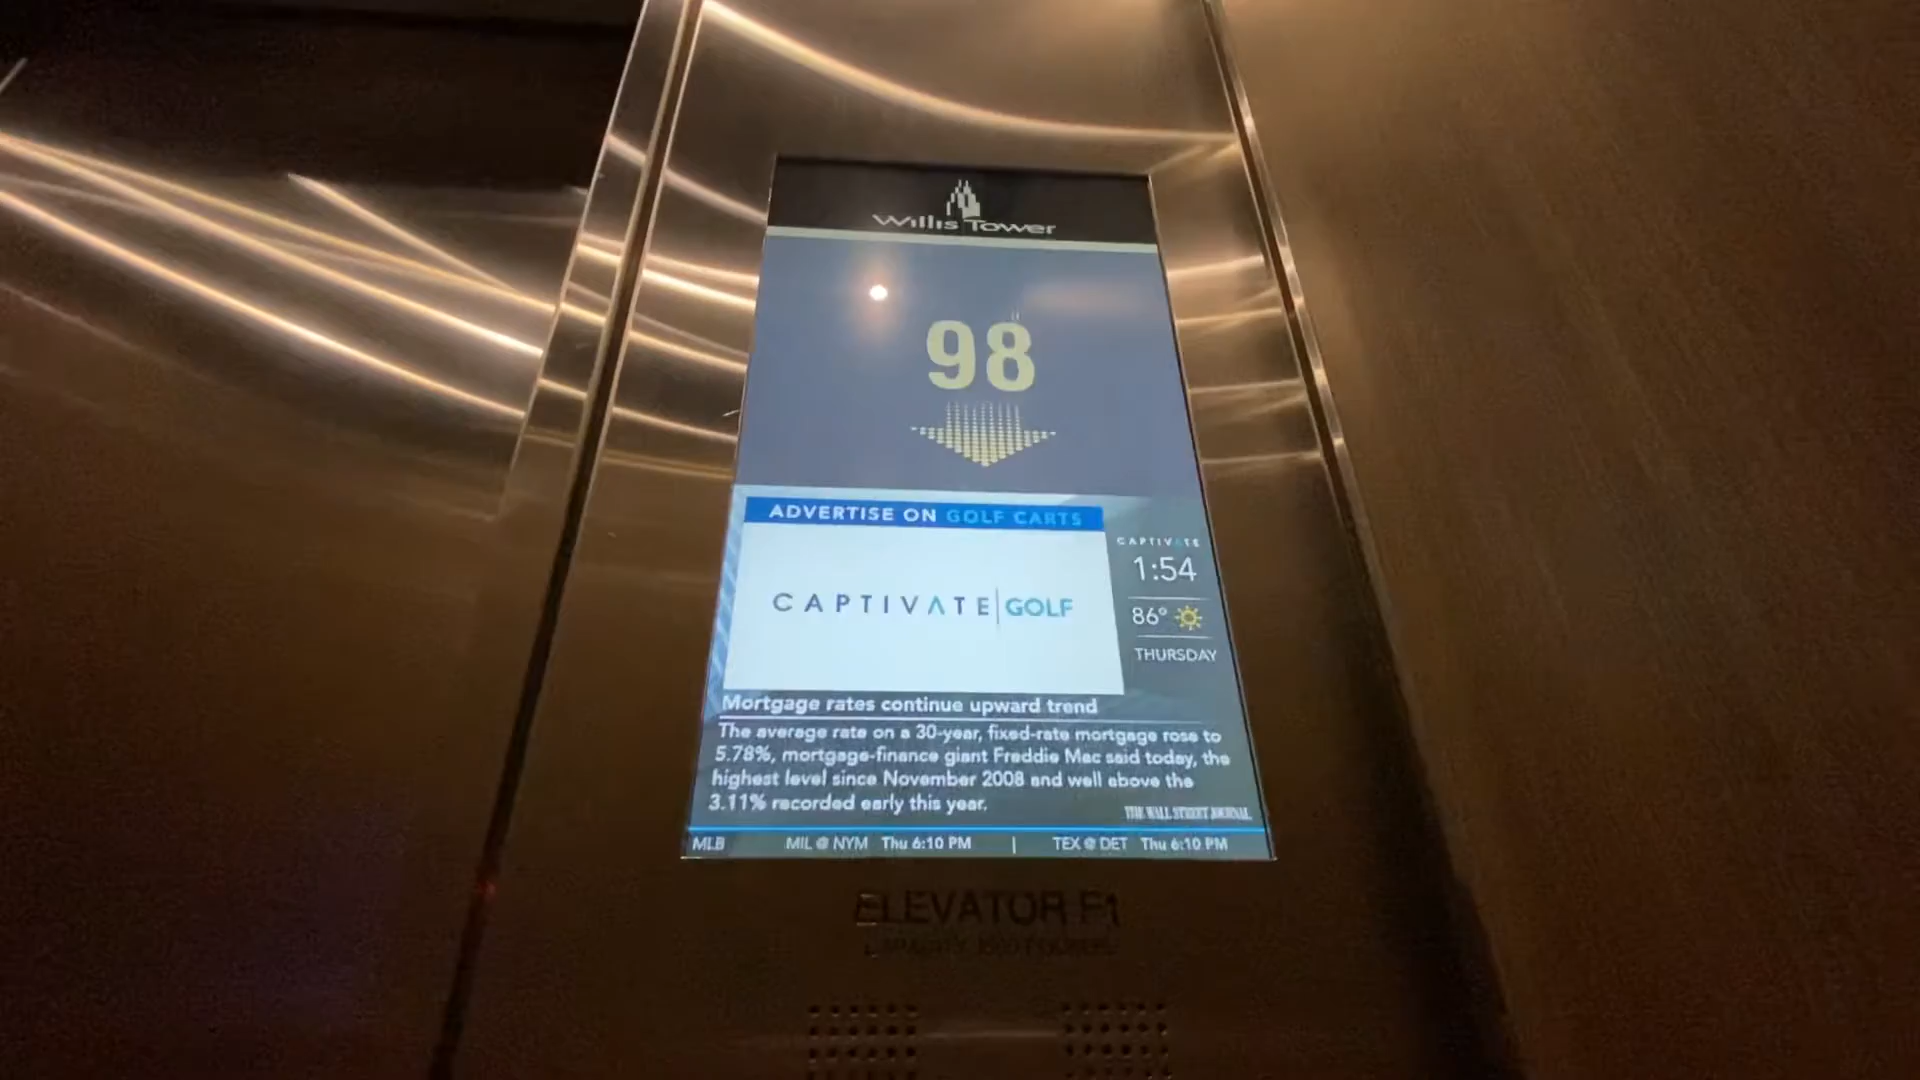 Willis Tower
98
ADVERTISE ON GOLF CARTS
CAPTIVATE
1:54
CAPTIVATE GOLF
86°
THURSDAY
Mortgage rates continue upward trend
The average rate on a 30-year, fixed-rate mortgage rose to
5.78%, mortgage-finance giant Freddie Mac said today, the
highest level since November 2008 and well above the
3.11% recorded early this year.
THE WALL STREET JOURNAL
MLB MIL @ NYM Thu 6:10 PM | TEX @ DET Thu 6:10 PM
ELEVATOR F1
CAPACITY